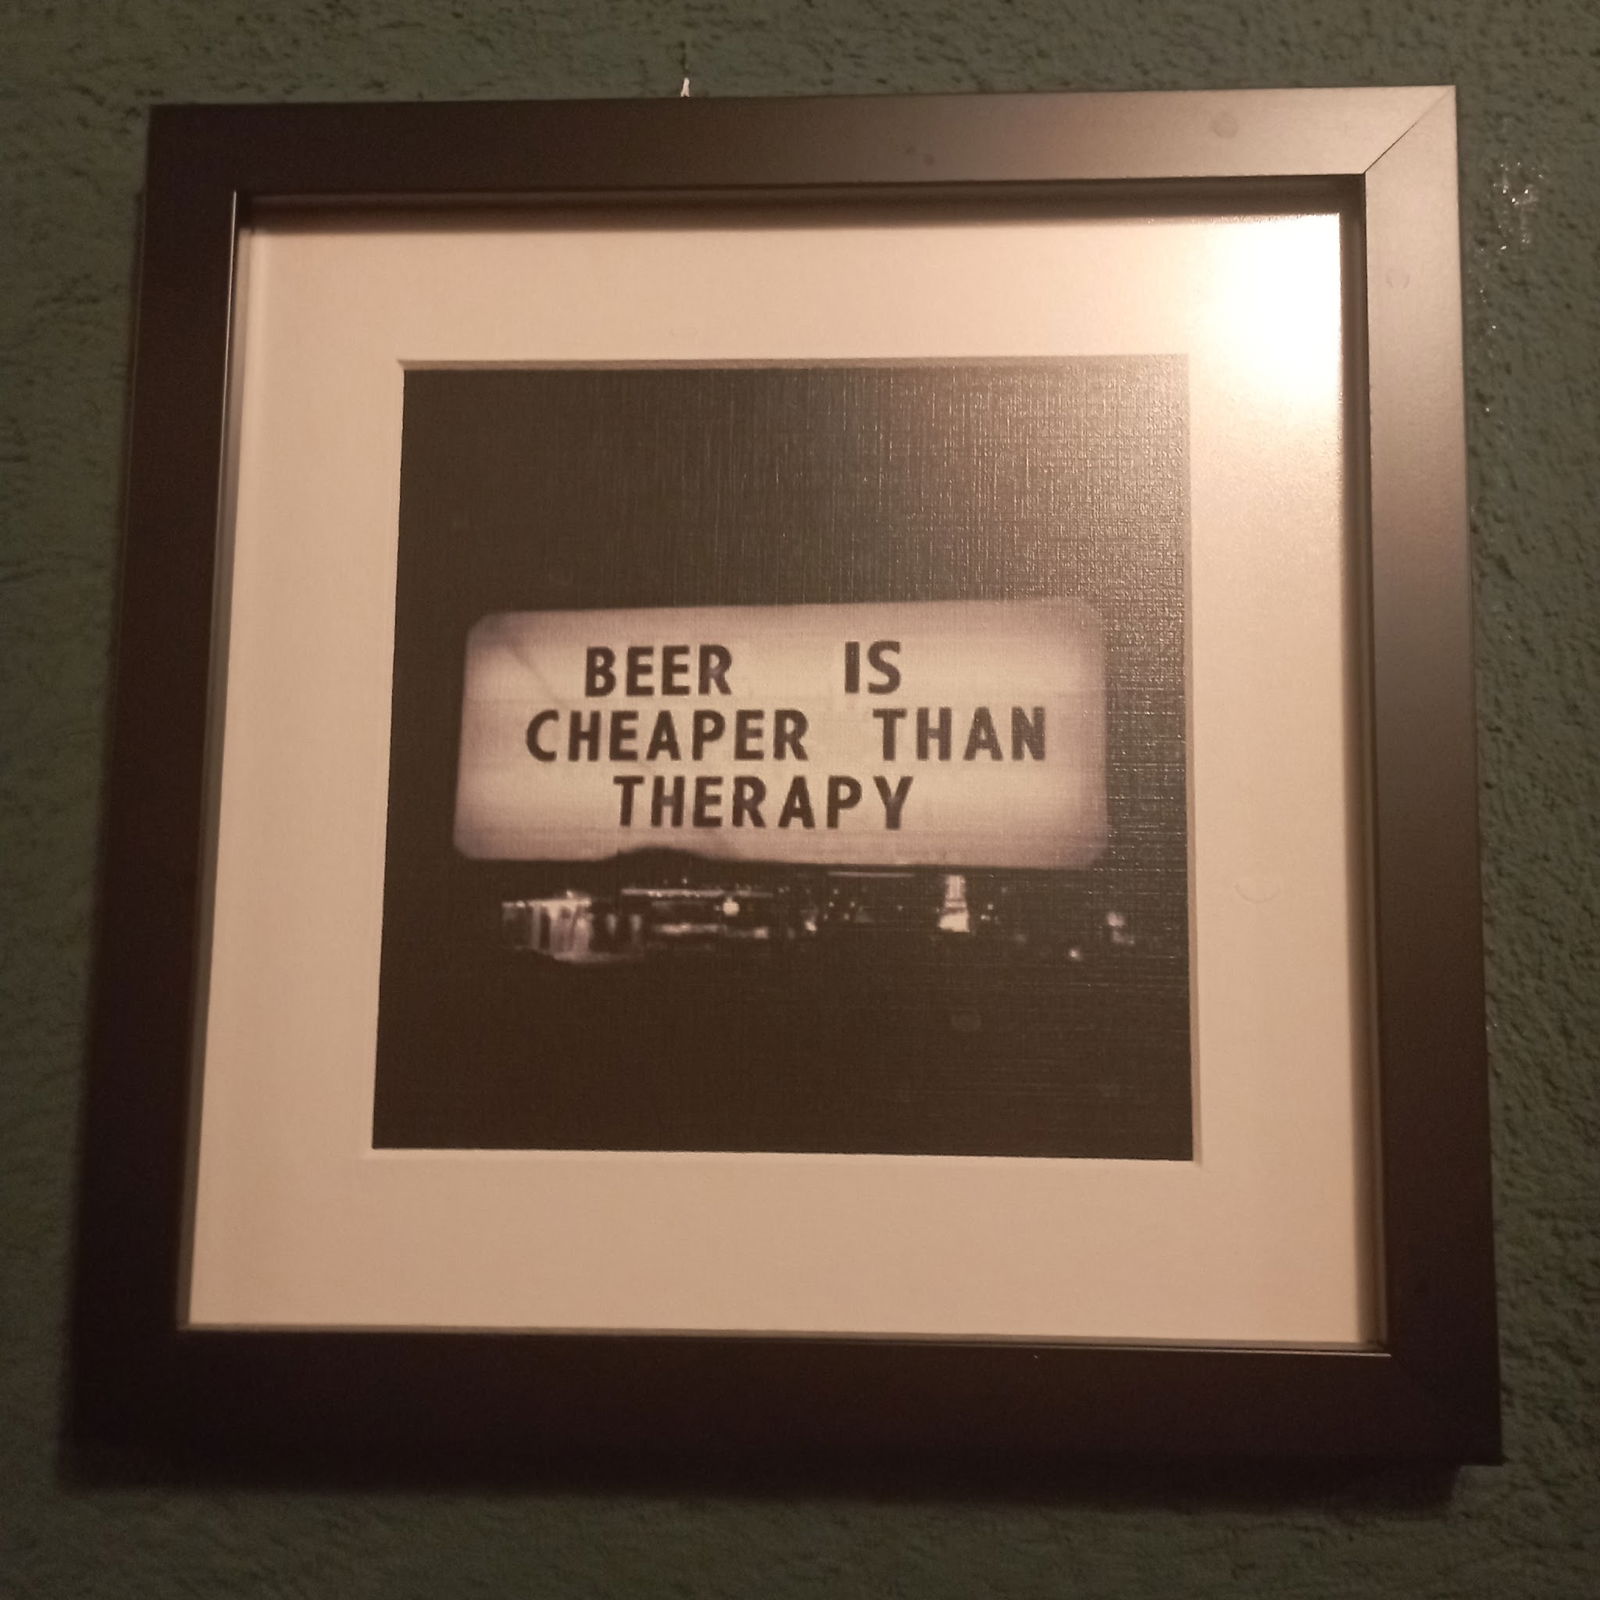 BEER IS
CHEAPER THAN
THERAPY